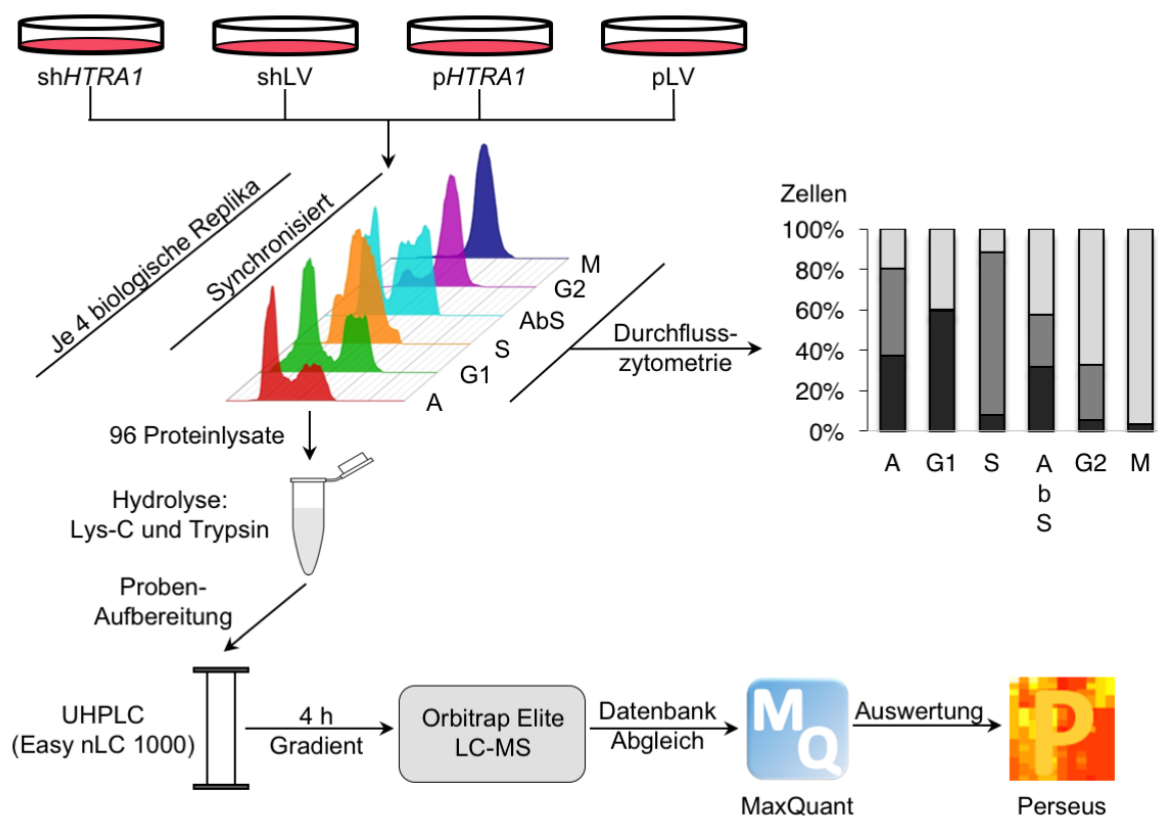 shHTRA1
shLV
pHTRA1
pLV
Je 4 biologische Replika
Synchronisiert
M
G2
AbS
S
G1
A
Durchfluss-
zytometrie
Zellen
100%
80%
60%
40%
20%
0%
A
G1
S
A
b
S
G2
M
96 Proteinlysate
Hydrolyse:
Lys-C und Trypsin
Proben-
Aufbereitung
UHPLC
(Easy nLC 1000)
4 h
Gradient
Orbitrap Elite
LC-MS
Datenbank
Abgleich
M
Q
MaxQuant
Auswertung
P
Perseus